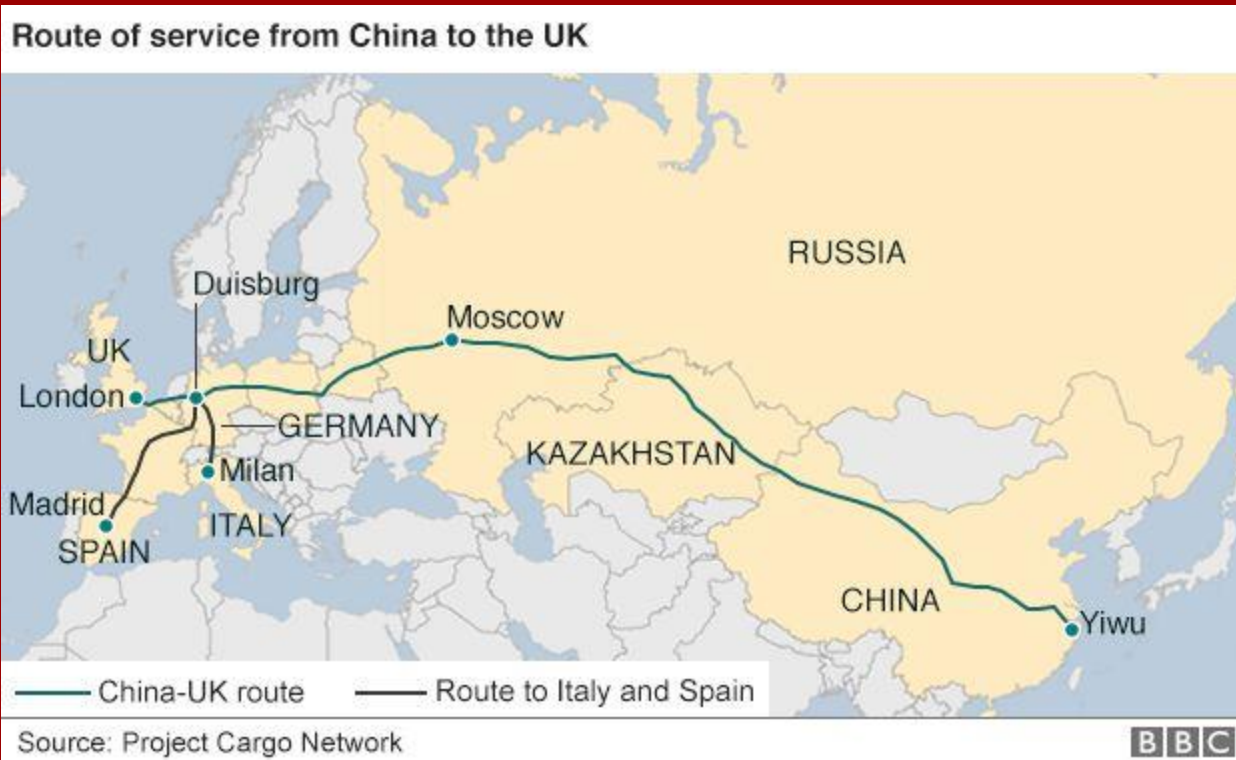 Route of service from China to the UK
RUSSIA
Duisburg
Moscow
UK
London
GERMANY
KAZAKHSTAN
Milan
Madrid
ITALY
SPAIN
CHINA
Yiwu
China-UK route
Route to Italy and Spain
Source: Project Cargo Network
BBC